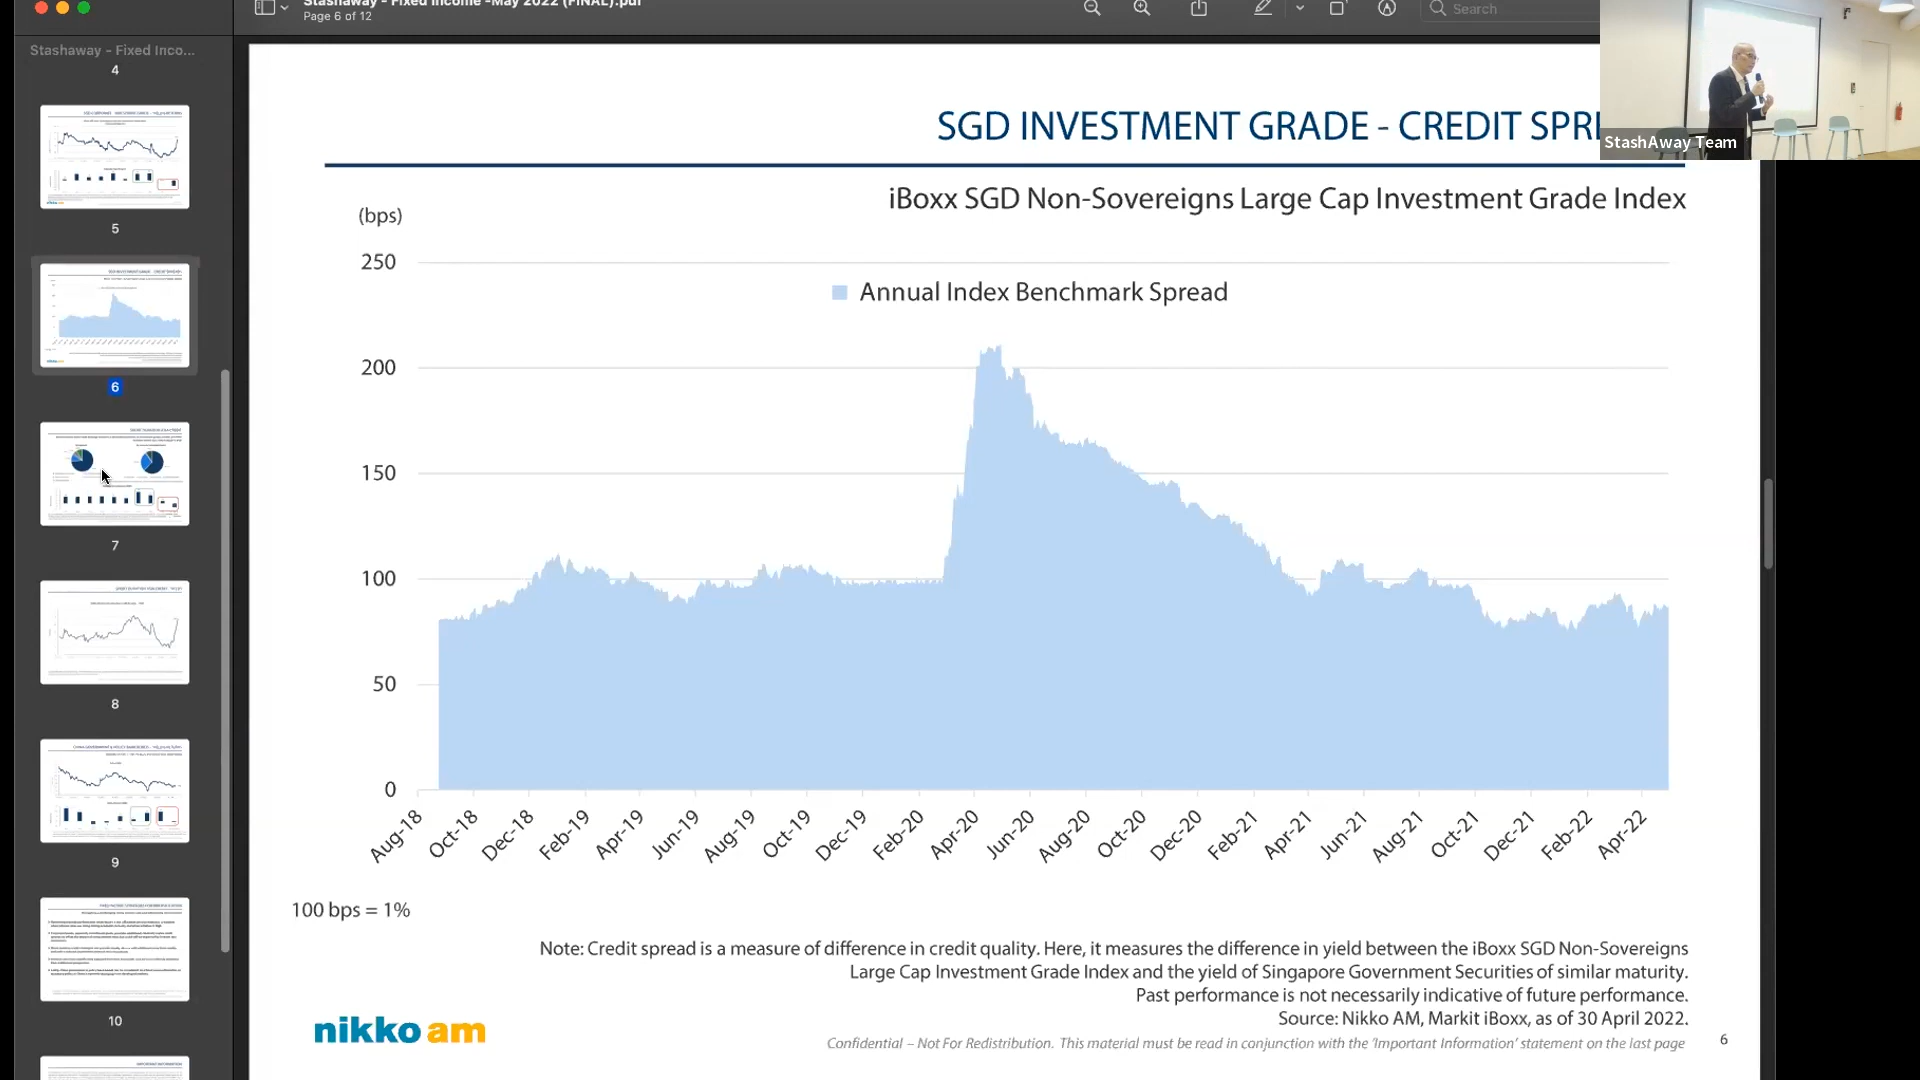 Stashaway - Fixed Income -May 2022 (FINAL).pdf
Page 6 of 12
Search
Stashaway - Fixed Inco...
4
5
6
7
8
9
10
StashAway Team
SGD INVESTMENT GRADE - CREDIT
iBoxx SGD Non-Sovereigns Large Cap Investment Grade Index
(bps)
250
Annual Index Benchmark Spread
200
150
100
50
0
Aug-18 Oct-18 Dec-18 Feb-19 Apr-19 Jun-19 Aug-19 Oct-19 Dec-19 Feb-20 Apr-20 Jun-20 Aug-20 Oct-20 Dec-20 Feb-21 Apr-21 Jun-21 Aug-21 Oct-21 Dec-21 Feb-22 Apr-22
100 bps = 1%
Note: Credit spread is a measure of difference in credit quality. Here, it measures the difference in yield between the iBoxx SGD Non-Sovereigns
Large Cap Investment Grade Index and the yield of Singapore Government Securities of similar maturity.
Past performance is not necessarily indicative of future performance.
Source: Nikko AM, Markit iBoxx, as of 30 April 2022.
nikko am
Confidential – Not For Redistribution. This material must be read in conjunction with the 'Important Information' statement on the last page
6